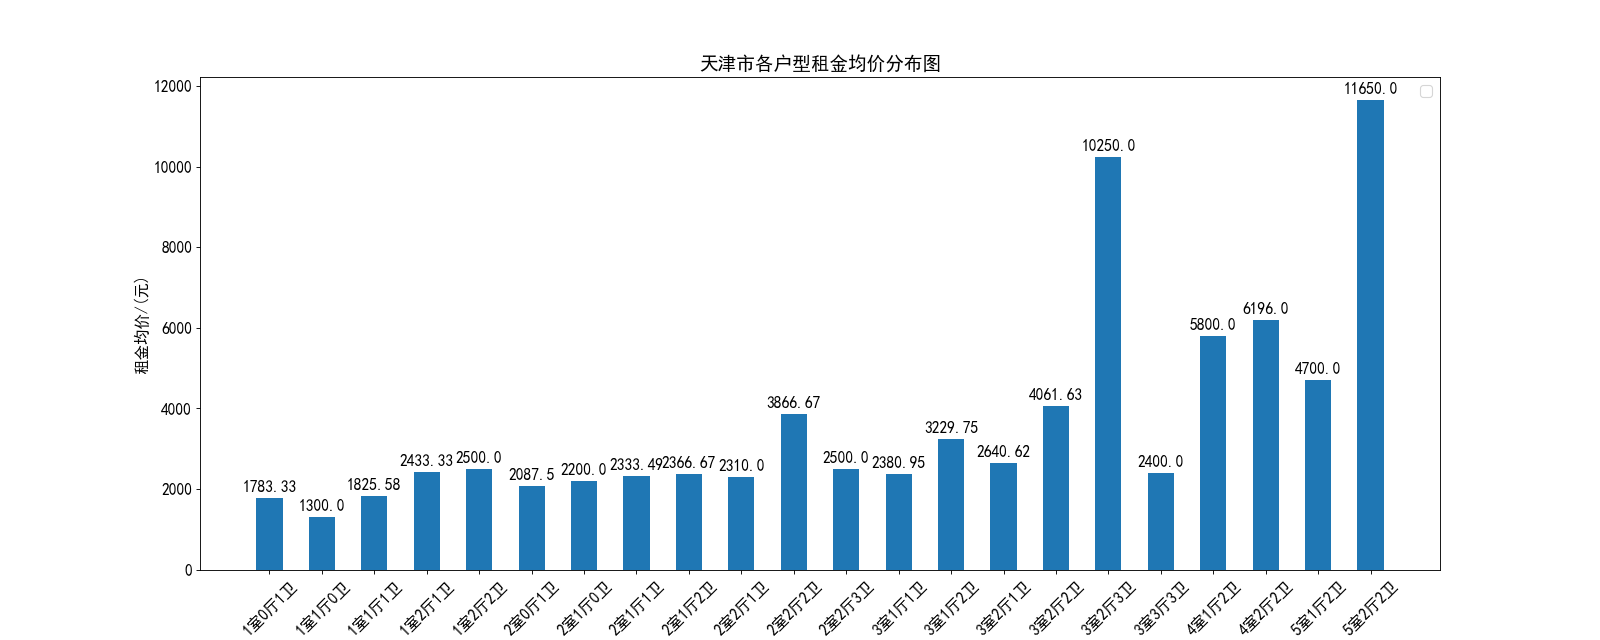 天津市各户型租金均价分布图
租金均价/(元)
12000
10000
8000
6000
4000
2000
0
1783.33
1300.0
1825.58
2433.33
2500.0
2087.5
2200.0
2333.49
2366.67
2310.0
3866.67
2500.0
2380.95
3229.75
2640.62
4061.63
10250.0
2400.0
5800.0
6196.0
4700.0
11650.0
1室0厅1卫
1室1厅0卫
1室1厅1卫
1室2厅1卫
1室2厅2卫
2室0厅1卫
2室1厅0卫
2室1厅1卫
2室1厅2卫
2室2厅1卫
2室2厅2卫
2室2厅3卫
3室1厅1卫
3室1厅2卫
3室2厅1卫
3室2厅2卫
3室2厅3卫
3室3厅3卫
4室1厅2卫
4室2厅2卫
5室1厅2卫
5室2厅2卫